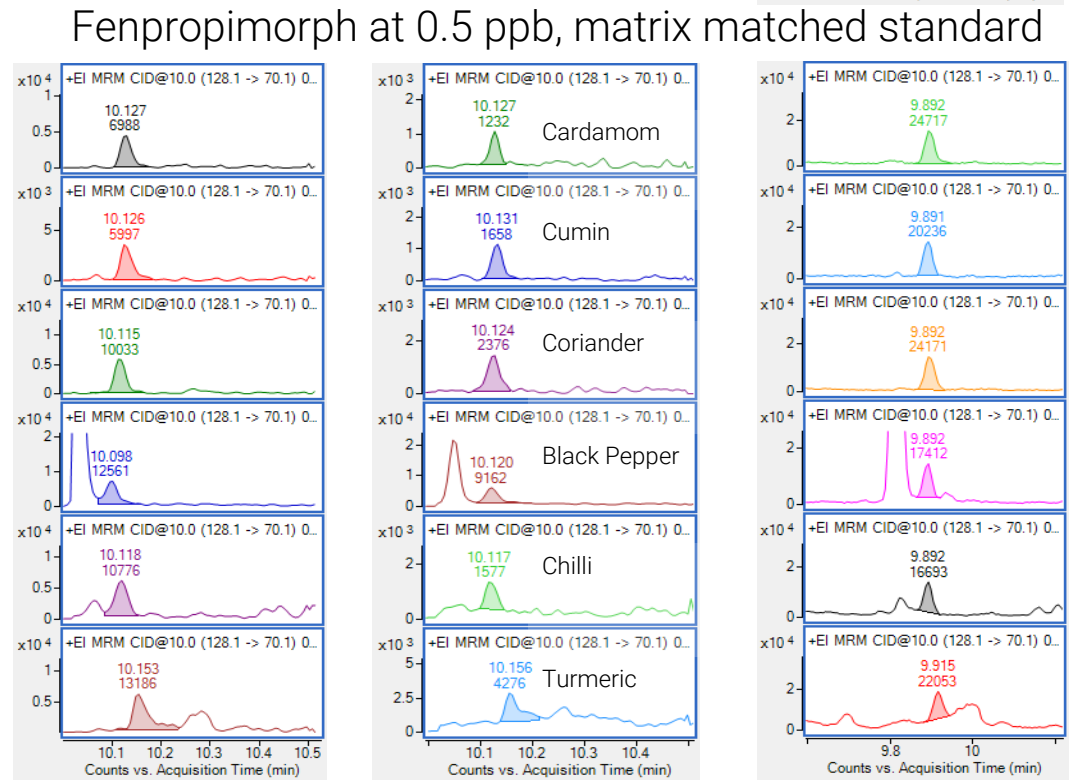 Fenpropimorph at 0.5 ppb, matrix matched standard
x10 4 +EI MRM CID@10.0 (128.1 -> 70.1) 0...
1
0.5
0
10.127
6988
x10 3 +EI MRM CID@10.0 (128.1 -> 70.1) 0...
2
1
0
10.127
1232
Cardamom
x10 4 +EI MRM CID@10.0 (128.1 -> 70.1) 0...
2
0
9.892
24717
x10 3 +EI MRM CID@10.0 (128.1 -> 70.1) 0...
5
0
10.126
5997
x10 3 +EI MRM CID@10.0 (128.1 -> 70.1) 0...
2
1
0
10.131
1658
Cumin
x10 4 +EI MRM CID@10.0 (128.1 -> 70.1) 0...
2
0
9.891
20236
x10 4 +EI MRM CID@10.0 (128.1 -> 70.1) 0...
1
0.5
0
10.115
10033
x10 3 +EI MRM CID@10.0 (128.1 -> 70.1) 0...
2
0
10.124
2376
Coriander
x10 4 +EI MRM CID@10.0 (128.1 -> 70.1) 0...
2
0
9.892
24171
x10 4 +EI MRM CID@10.0 (128.1 -> 70.1) 0...
2
1
0
10.098
12561
x10 4 +EI MRM CID@10.0 (128.1 -> 70.1) 0...
2
1
0
10.120
9162
Black Pepper
x10 4 +EI MRM CID@10.0 (128.1 -> 70.1) 0...
2
0
9.892
17412
x10 4 +EI MRM CID@10.0 (128.1 -> 70.1) 0...
1
0.5
0
10.118
10776
x10 3 +EI MRM CID@10.0 (128.1 -> 70.1) 0...
2
0
10.117
1577
Chilli
x10 4 +EI MRM CID@10.0 (128.1 -> 70.1) 0...
2
0
9.892
16693
x10 4 +EI MRM CID@10.0 (128.1 -> 70.1) 0...
1
0.5
10.153
13186
10.1 10.2 10.3 10.4 10.5
Counts vs. Acquisition Time (min)
x10 3 +EI MRM CID@10.0 (128.1 -> 70.1) 0...
5
2.5
0
10.156
4276
Turmeric
10.1 10.2 10.3 10.4
Counts vs. Acquisition Time (min)
x10 4 +EI MRM CID@10.0 (128.1 -> 70.1) 0...
2
0
9.915
22053
9.8 10
Counts vs. Acquisition Time (min)